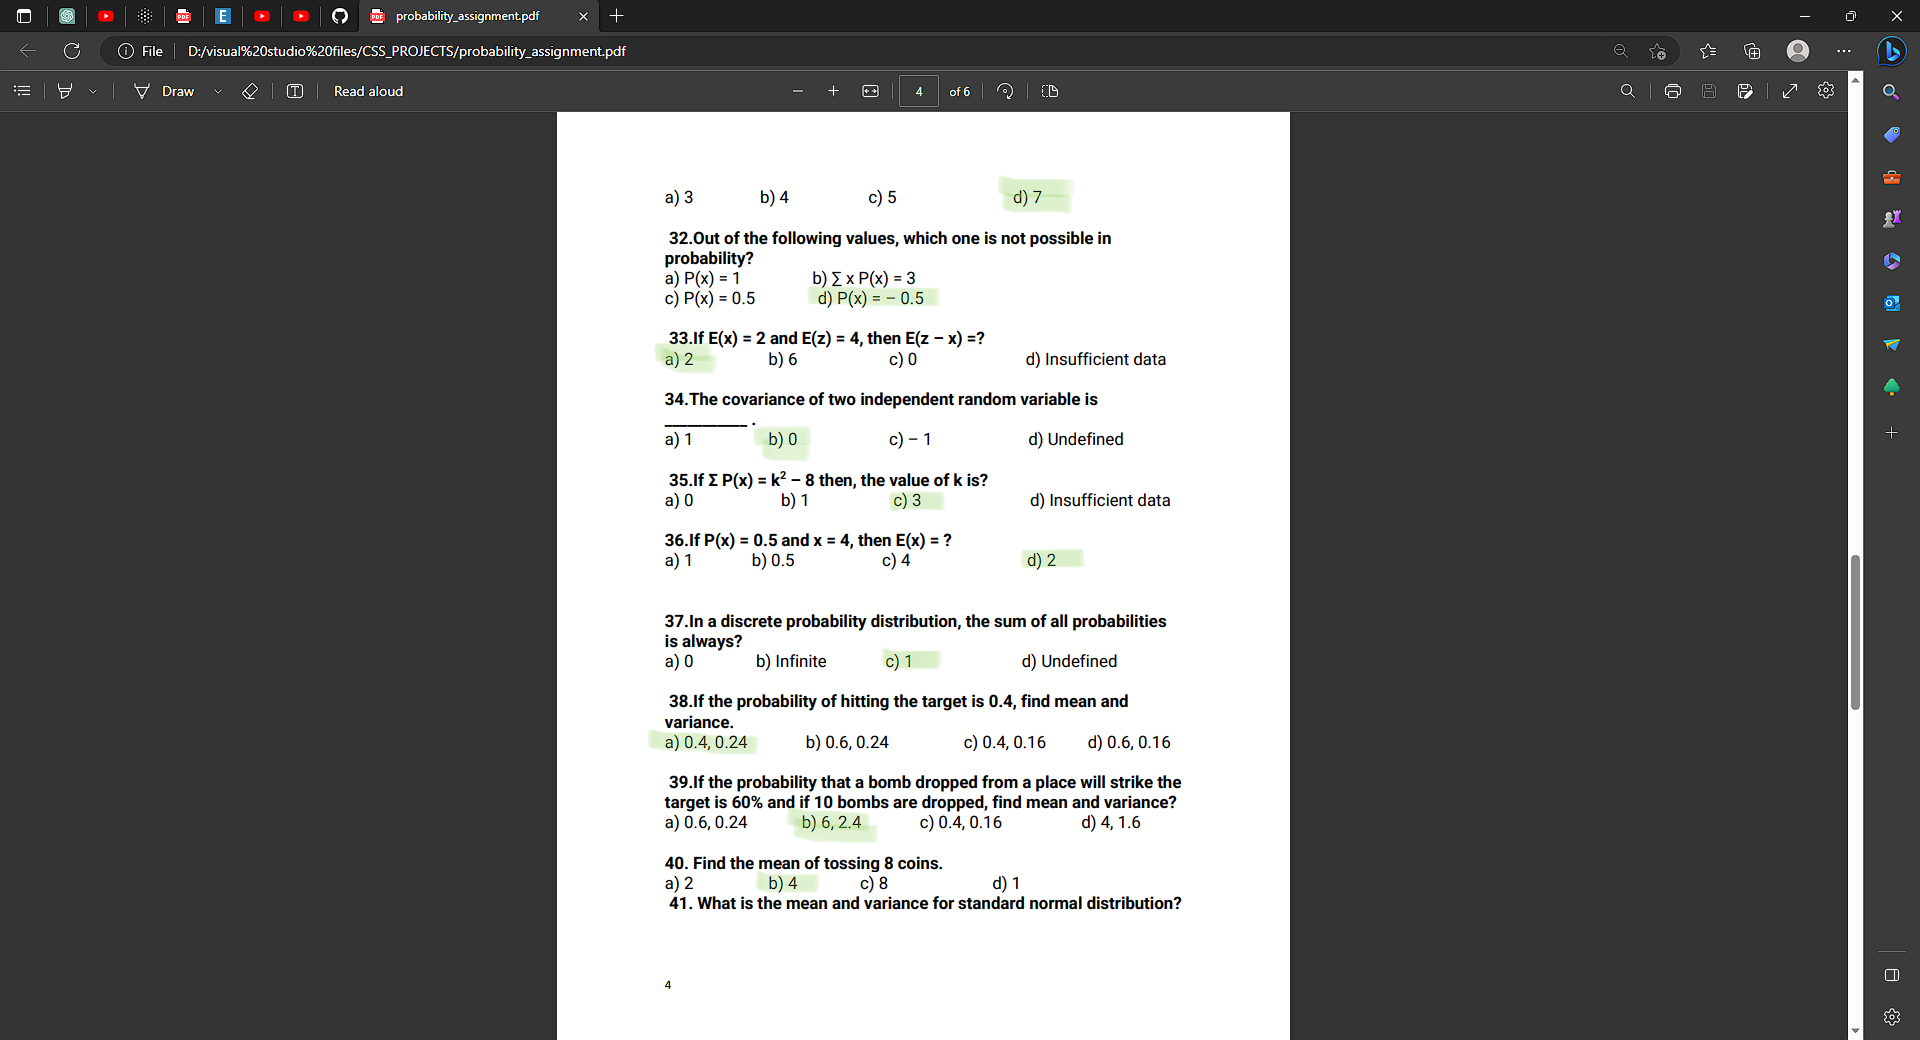 probability_assignment.pdf
File D:/visual%20studio%20files/CSS_PROJECTS/probability_assignment.pdf
Draw Read aloud 4 of 6
a) 3 b) 4 c) 5 d) 7
32.Out of the following values, which one is not possible in
probability?
a) P(x) = 1 b) ∑ x P(x) = 3
c) P(x) = 0.5 d) P(x) = – 0.5
33.If E(x) = 2 and E(z) = 4, then E(z – x) =?
a) 2 b) 6 c) 0 d) Insufficient data
34.The covariance of two independent random variable is
__________ .
a) 1 b) 0 c) – 1 d) Undefined
35.If Σ P(x) = k² – 8 then, the value of k is?
a) 0 b) 1 c) 3 d) Insufficient data
36.If P(x) = 0.5 and x = 4, then E(x) = ?
a) 1 b) 0.5 c) 4 d) 2
37.In a discrete probability distribution, the sum of all probabilities
is always?
a) 0 b) Infinite c) 1 d) Undefined
38.If the probability of hitting the target is 0.4, find mean and
variance.
a) 0.4, 0.24 b) 0.6, 0.24 c) 0.4, 0.16 d) 0.6, 0.16
39.If the probability that a bomb dropped from a place will strike the
target is 60% and if 10 bombs are dropped, find mean and variance?
a) 0.6, 0.24 b) 6, 2.4 c) 0.4, 0.16 d) 4, 1.6
40. Find the mean of tossing 8 coins.
a) 2 b) 4 c) 8 d) 1
41. What is the mean and variance for standard normal distribution?
4